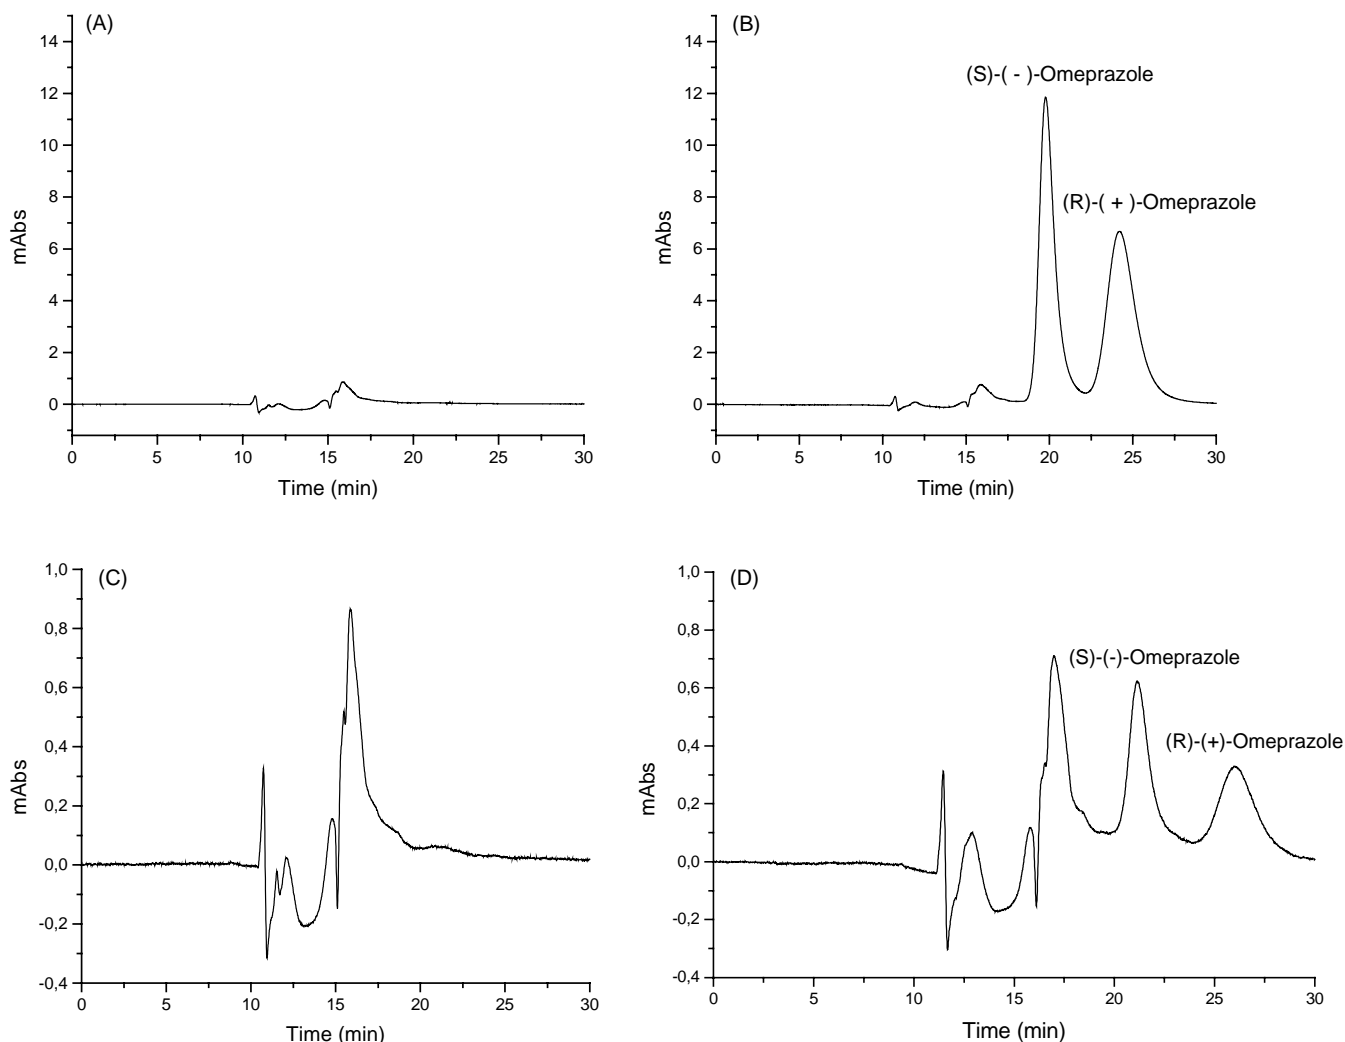 (A)
14
12
10
8
6
4
2
0
mAbs
0 5 10 15 20 25 30
Time (min)
(B)
(S)-( - )-Omeprazole
(R)-( + )-Omeprazole
14
12
10
8
6
4
2
0
mAbs
0 5 10 15 20 25 30
Time (min)
(C)
1,0
0,8
0,6
0,4
0,2
0,0
-0,2
-0,4
mAbs
0 5 10 15 20 25 30
Time (min)
(D)
(S)-(-)-Omeprazole
(R)-(+)-Omeprazole
1,0
0,8
0,6
0,4
0,2
0,0
-0,2
-0,4
mAbs
0 5 10 15 20 25 30
Time (min)